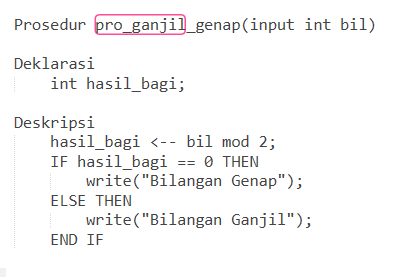 Prosedur pro_ganjil_genap(input int bil)
Deklarasi
int hasil_bagi;
Deskripsi
hasil_bagi <-- bil mod 2;
IF hasil_bagi == 0 THEN
write("Bilangan Genap");
ELSE THEN
write("Bilangan Ganjil");
END IF